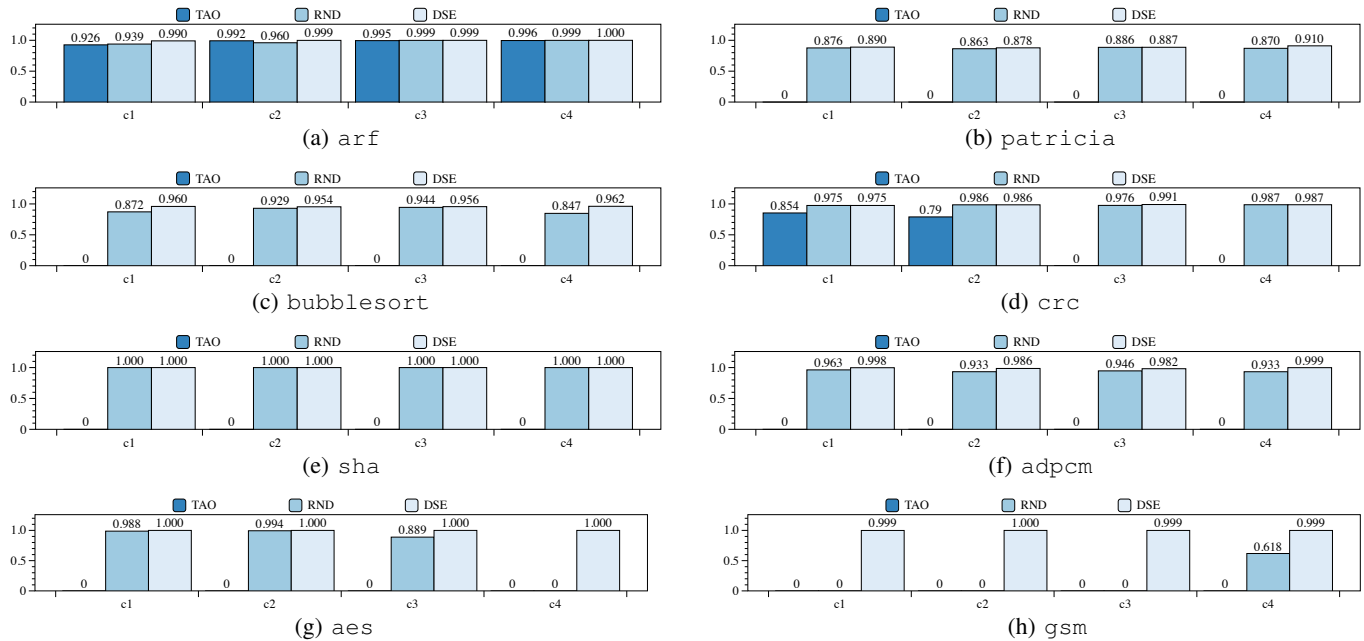 TAO RND DSE
1.0
0.5
0
0.926 0.939 0.990 0.992 0.960 0.999 0.995 0.999 0.999 0.996 0.999 1.000
c1 c2 c3 c4
(a) arf
TAO RND DSE
1.0
0.5
0
0 0.876 0.890 0 0.863 0.878 0 0.886 0.887 0 0.870 0.910
c1 c2 c3 c4
(b) patricia
TAO RND DSE
1.0
0.5
0
0 0.872 0.960 0 0.929 0.954 0 0.944 0.956 0 0.847 0.962
c1 c2 c3 c4
(c) bubblesort
TAO RND DSE
1.0
0.5
0
0.854 0.975 0.975 0.79 0.986 0.986 0 0.976 0.991 0 0.987 0.987
c1 c2 c3 c4
(d) crc
TAO RND DSE
1.0
0.5
0
0 1.000 1.000 0 1.000 1.000 0 1.000 1.000 0 1.000 1.000
c1 c2 c3 c4
(e) sha
TAO RND DSE
1.0
0.5
0
0 0.963 0.998 0 0.933 0.986 0 0.946 0.982 0 0.933 0.999
c1 c2 c3 c4
(f) adpcm
TAO RND DSE
1.0
0.5
0
0 0.988 1.000 0 0.994 1.000 0 0.889 1.000 0 0 1.000
c1 c2 c3 c4
(g) aes
TAO RND DSE
1.0
0.5
0
0 0 0.999 0 0 1.000 0 0 0.999 0 0.618 0.999
c1 c2 c3 c4
(h) gsm